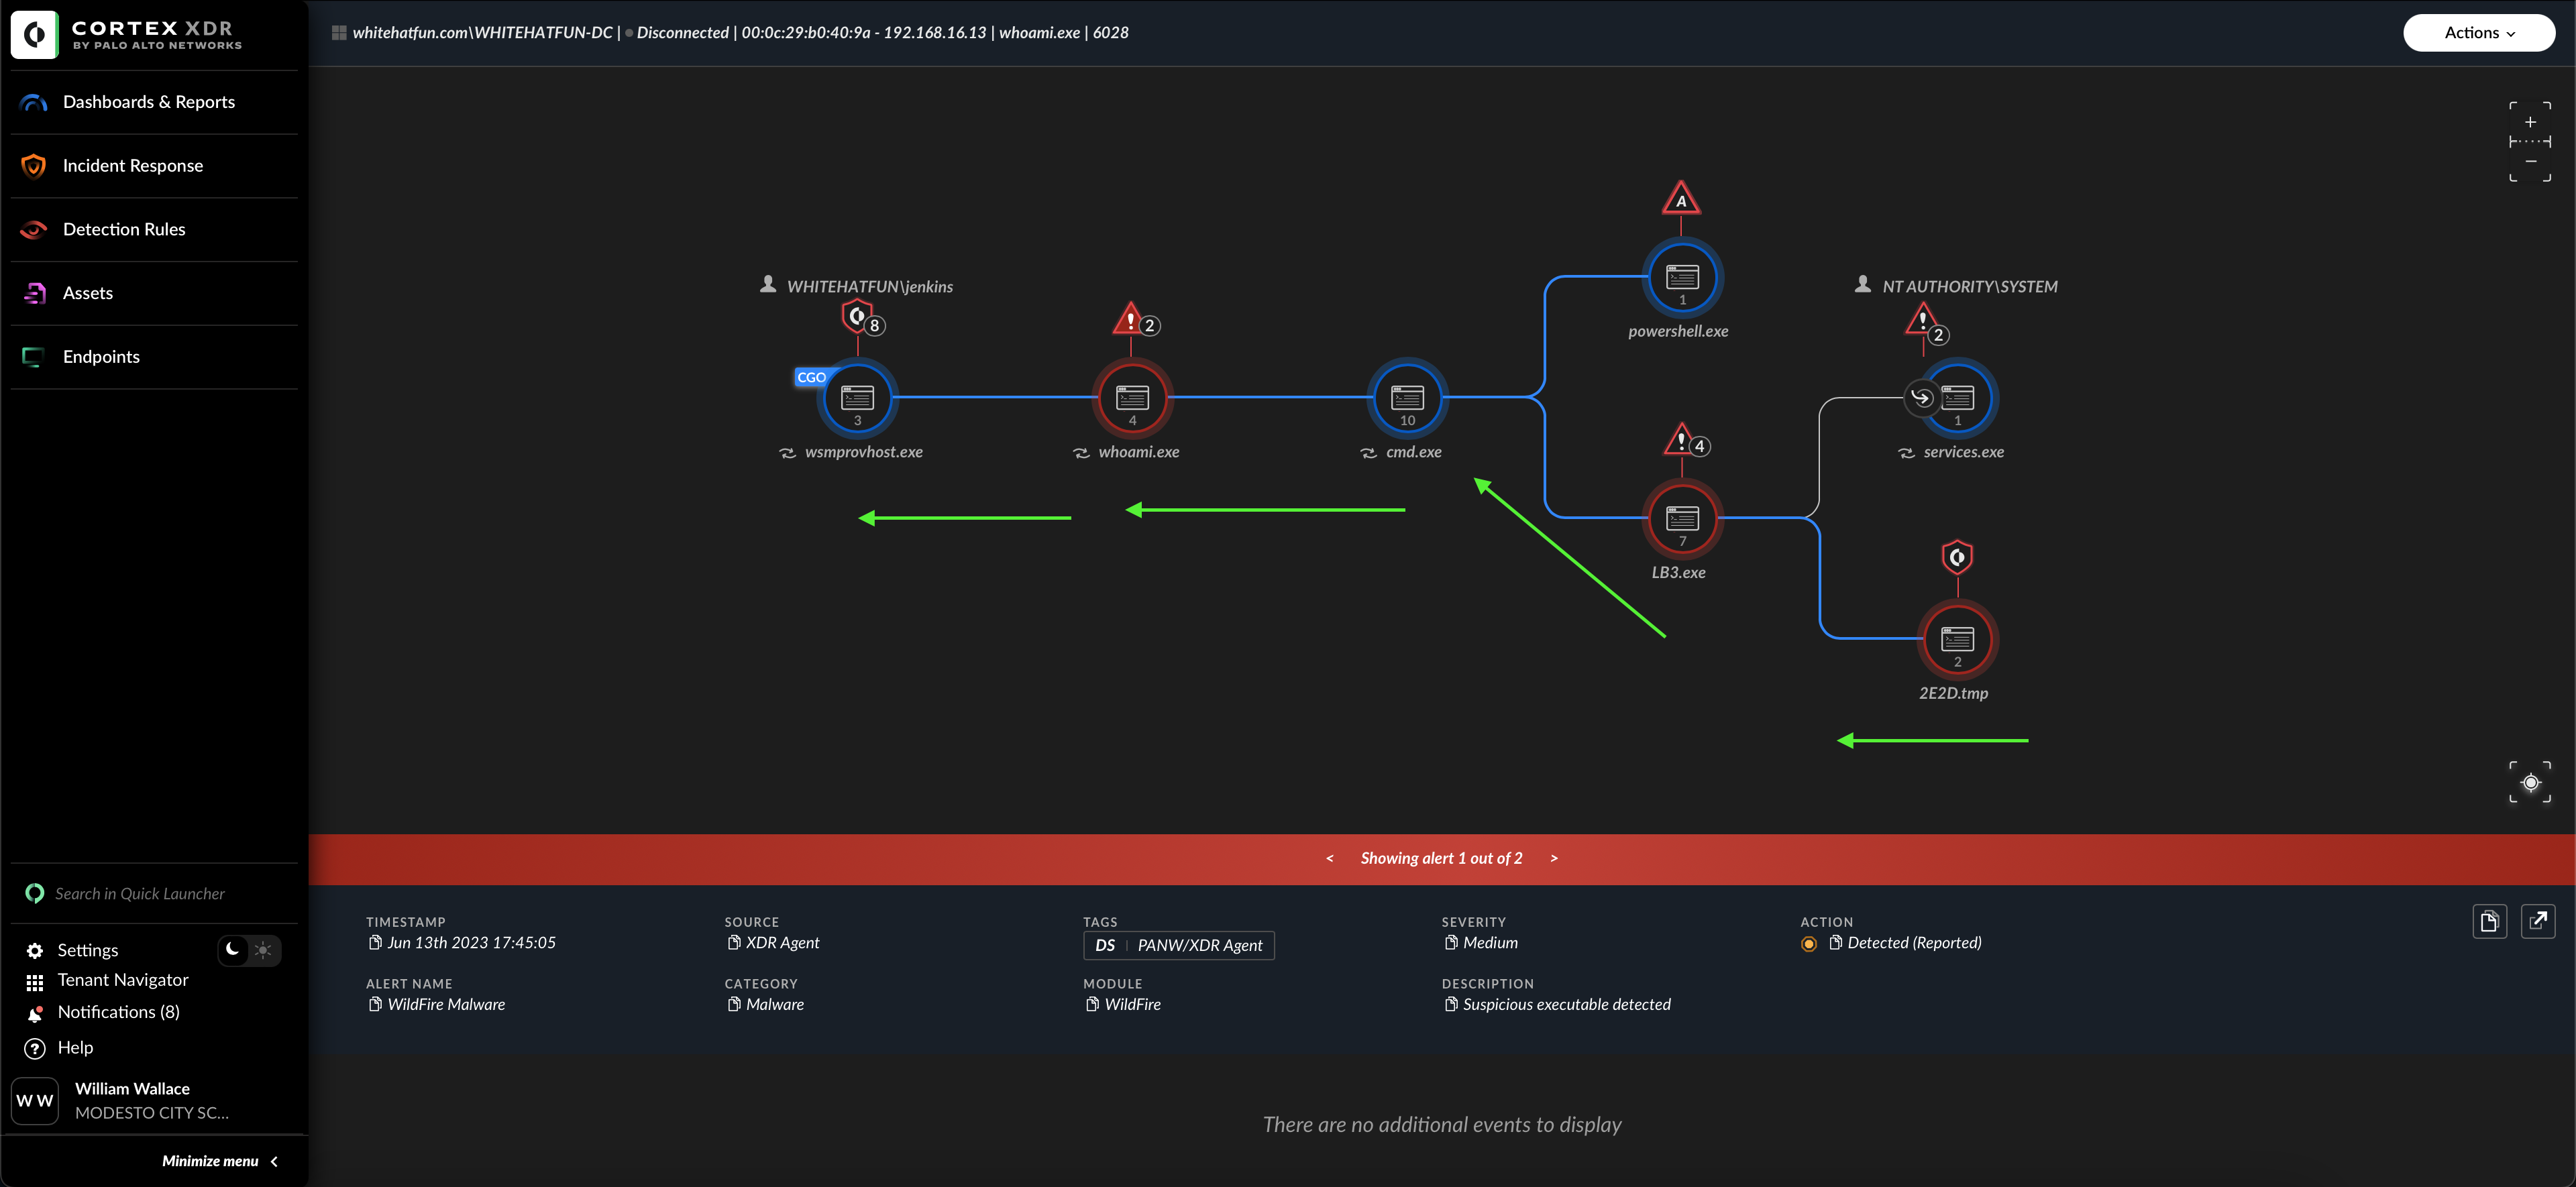 CORTEX XDR
BY PALO ALTO NETWORKS
whitehatfun.com\WHITEHATFUN-DC | Disconnected | 00:0c:29:b0:40:9a - 192.168.16.13 | whoami.exe | 6028
Actions
Dashboards & Reports
Incident Response
Detection Rules
Assets
Endpoints
A
1
powershell.exe
WHITEHATFUN\jenkins
NT AUTHORITY\SYSTEM
8
2
2
CGO
3
4
10
1
wsmprovhost.exe
whoami.exe
cmd.exe
services.exe
4
7
LB3.exe
2
2E2D.tmp
< Showing alert 1 out of 2 >
TIMESTAMP
Jun 13th 2023 17:45:05
SOURCE
XDR Agent
TAGS
DS | PANW/XDR Agent
SEVERITY
Medium
ACTION
Detected (Reported)
ALERT NAME
WildFire Malware
CATEGORY
Malware
MODULE
WildFire
DESCRIPTION
Suspicious executable detected
There are no additional events to display
Search in Quick Launcher
Settings
Tenant Navigator
Notifications (8)
Help
W W
William Wallace
MODESTO CITY SC...
Minimize menu